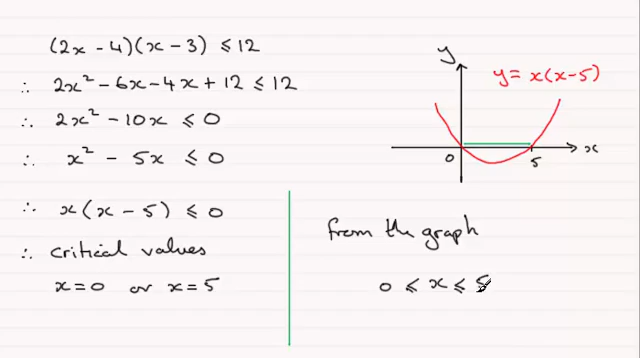 (2x - 4)(x - 3) ≤ 12
∴ 2x² - 6x - 4x + 12 ≤ 12
∴ 2x² - 10x ≤ 0
∴ x² - 5x ≤ 0
∴ x(x - 5) ≤ 0
∴ critical values
x = 0 or x = 5
y
y = x(x - 5)
0
5
x
from the graph
0 ≤ x ≤ 5